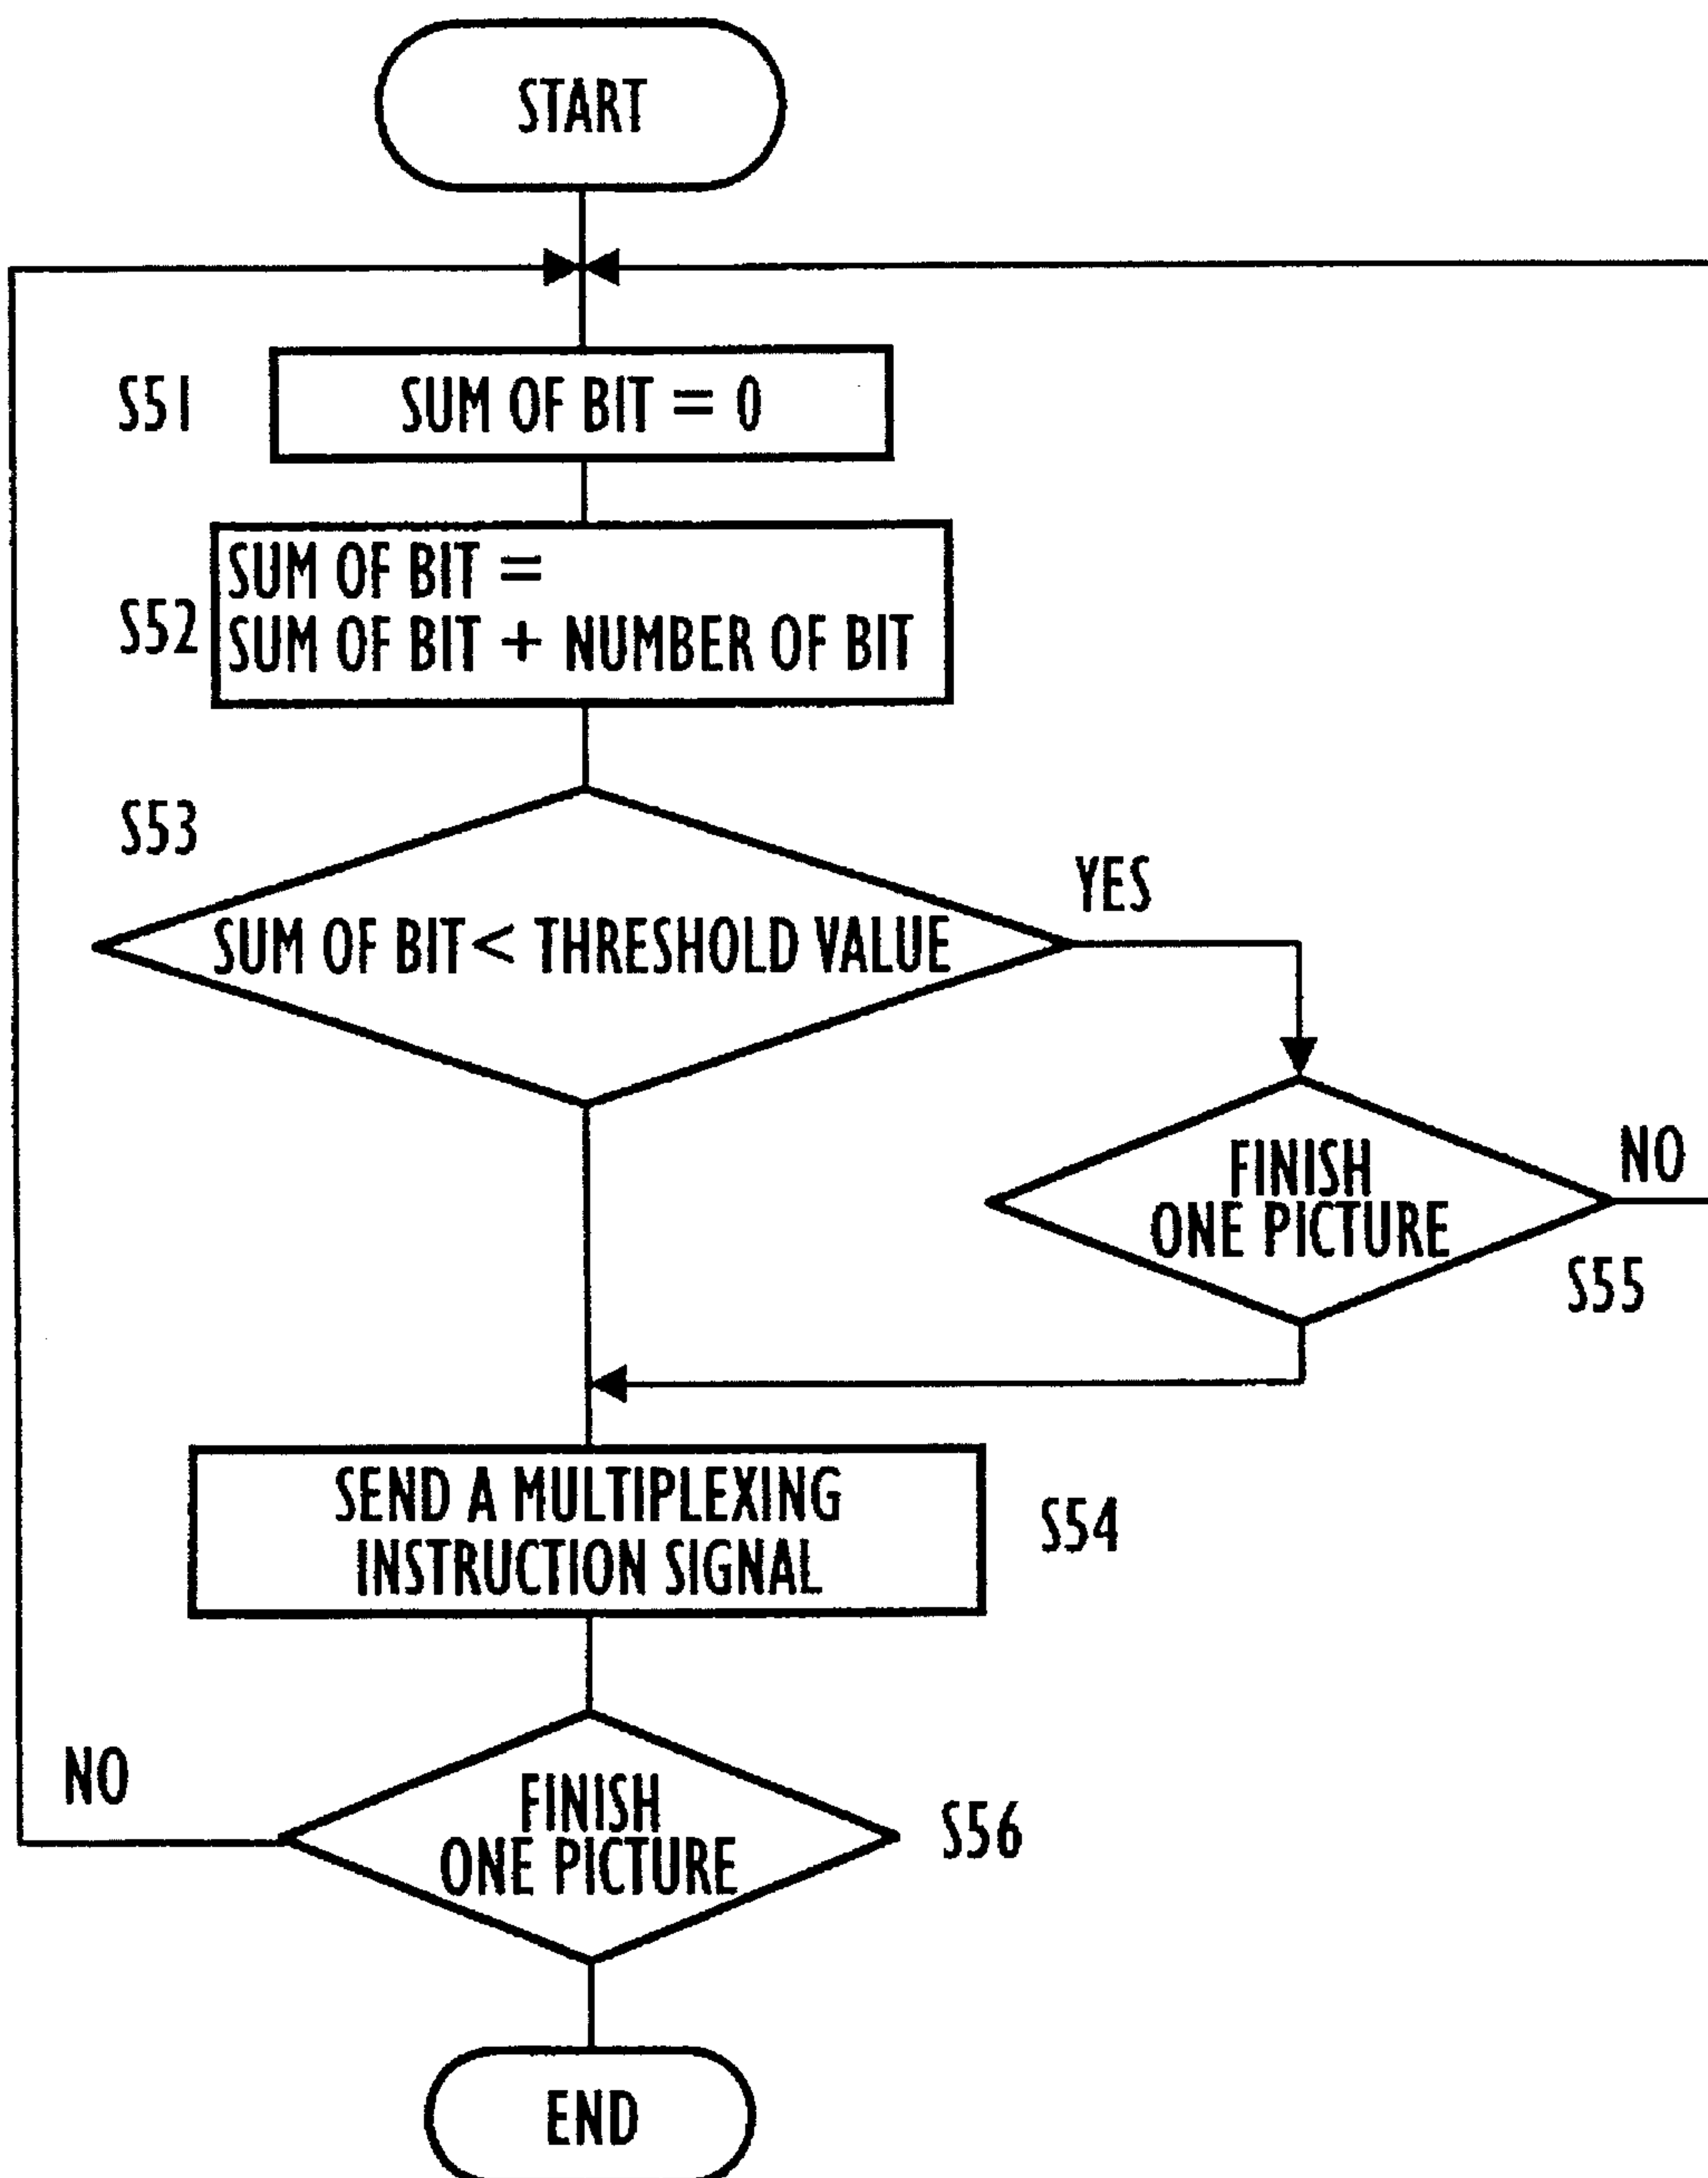 START
S51
SUM OF BIT = 0
SUM OF BIT =
S52
SUM OF BIT + NUMBER OF BIT
S53
YES
SUM OF BIT < THRESHOLD VALUE
FINISH
ONE PICTURE
NO
S55
SEND A MULTIPLEXING
INSTRUCTION SIGNAL
S54
NO
FINISH
ONE PICTURE
S56
END